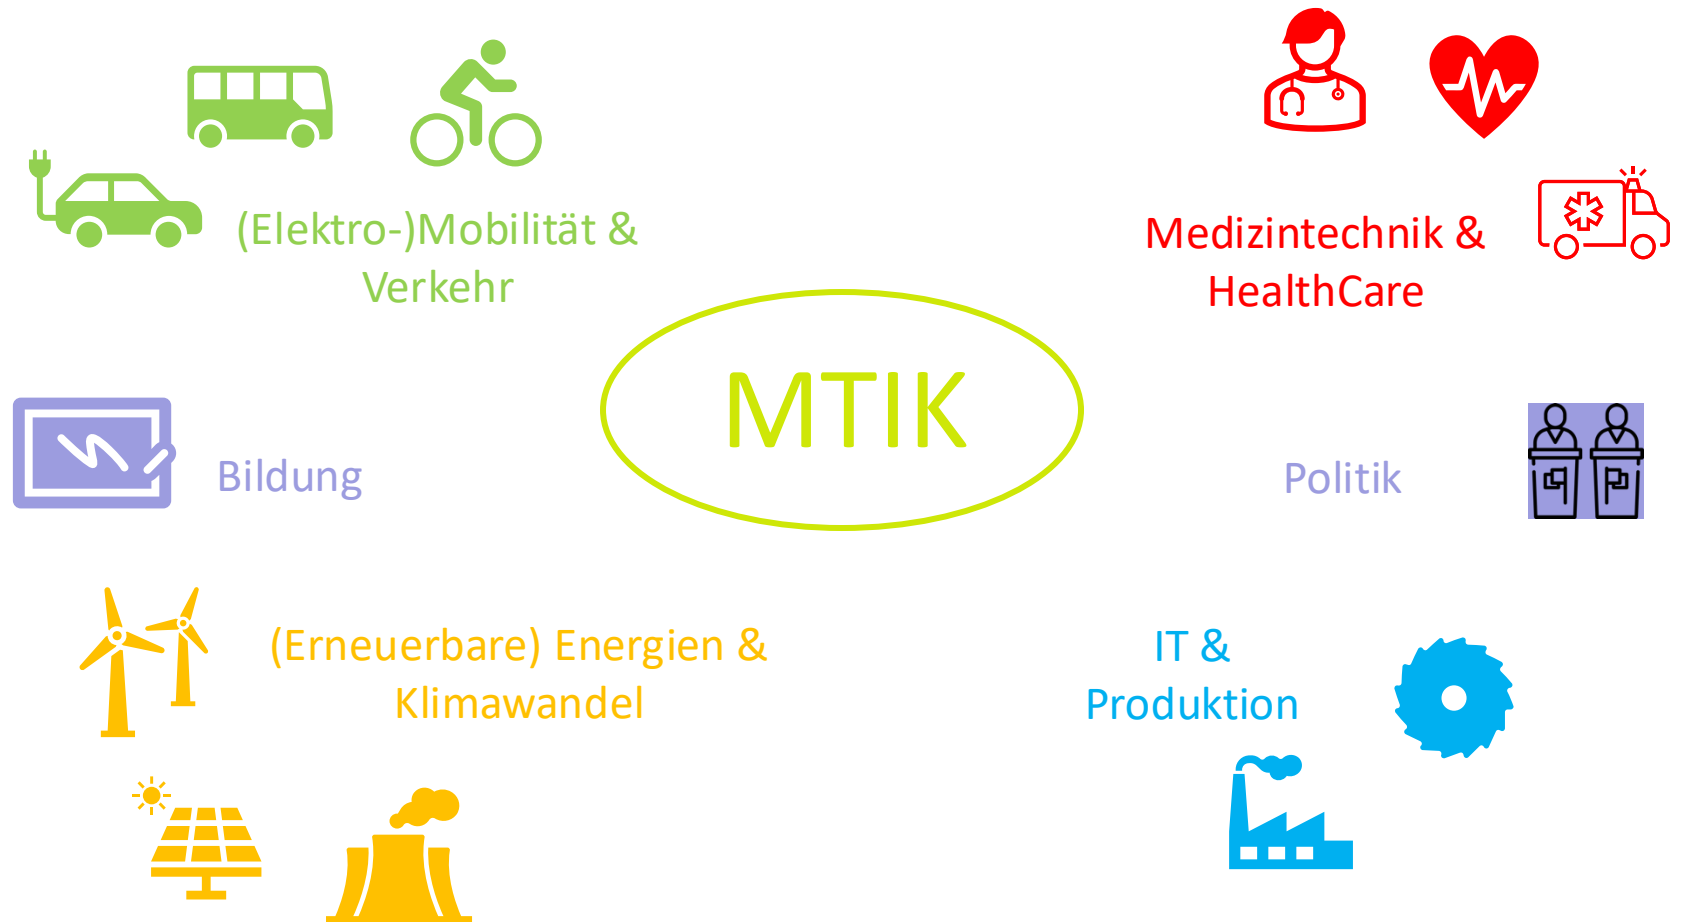 (Elektro-)Mobilität &
Verkehr
Medizintechnik &
HealthCare
MTIK
Bildung
Politik
(Erneuerbare) Energien &
Klimawandel
IT &
Produktion